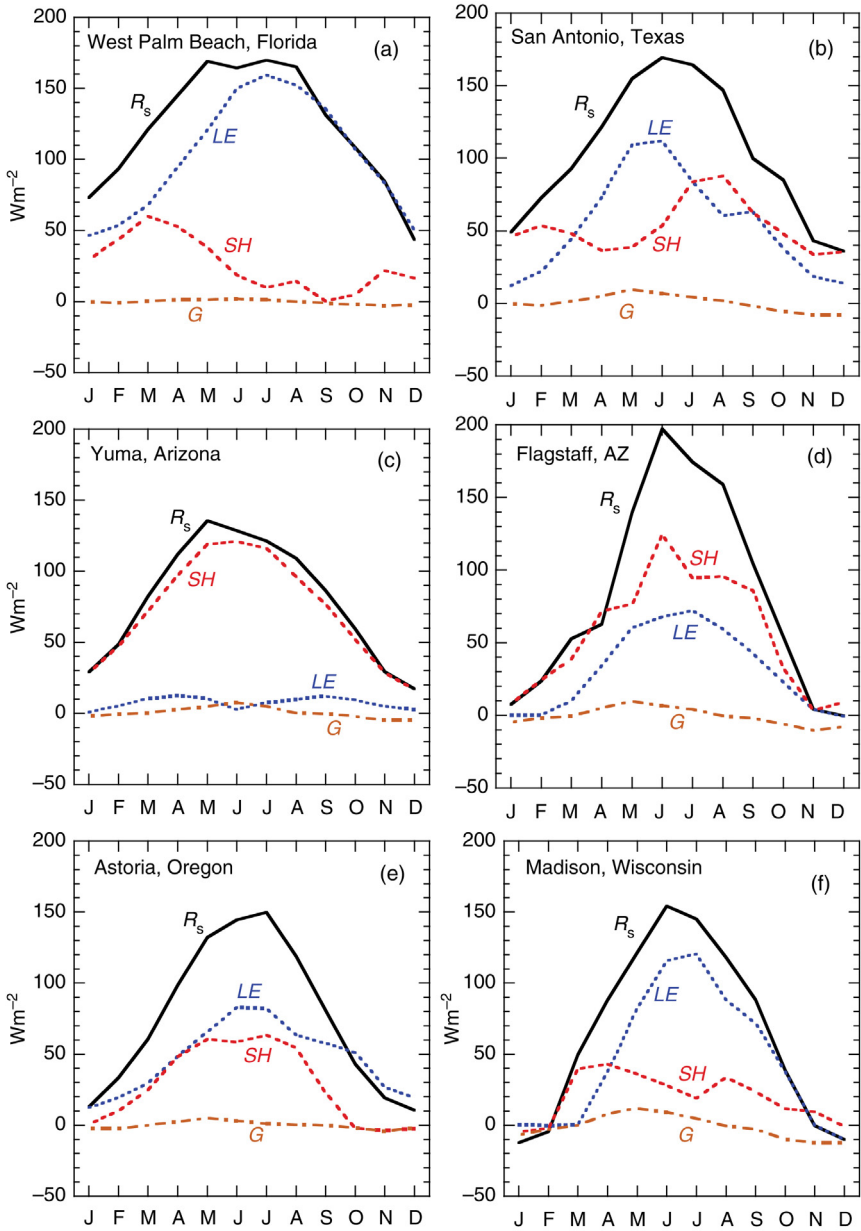 West Palm Beach, Florida (a)
200
150
100
50
0
−50
Wm−2
Rs
LE
SH
G
J F M A M J J A S O N D
San Antonio, Texas (b)
200
150
100
50
0
−50
Rs
LE
SH
G
J F M A M J J A S O N D
Yuma, Arizona (c)
200
150
100
50
0
−50
Wm−2
Rs
SH
LE
G
J F M A M J J A S O N D
Flagstaff, AZ (d)
200
150
100
50
0
−50
Rs
SH
LE
G
J F M A M J J A S O N D
Astoria, Oregon (e)
200
150
100
50
0
−50
Wm−2
Rs
LE
SH
G
J F M A M J J A S O N D
Madison, Wisconsin (f)
200
150
100
50
0
−50
Wm−2
Rs
LE
SH
G
J F M A M J J A S O N D